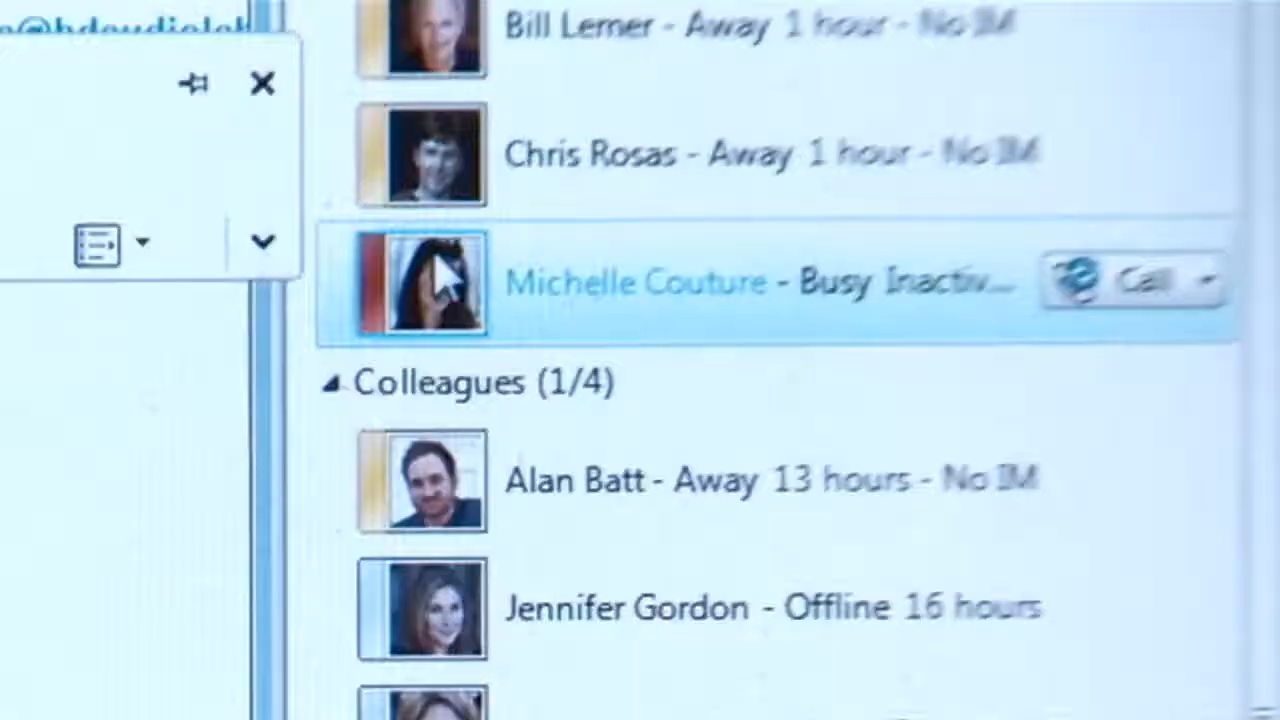 Bill Lerner - Away 1 hour - No IM
Chris Rosas - Away 1 hour - No IM
Michelle Couture - Busy Inactiv... Call
Colleagues (1/4)
Alan Batt - Away 13 hours - No IM
Jennifer Gordon - Offline 16 hours